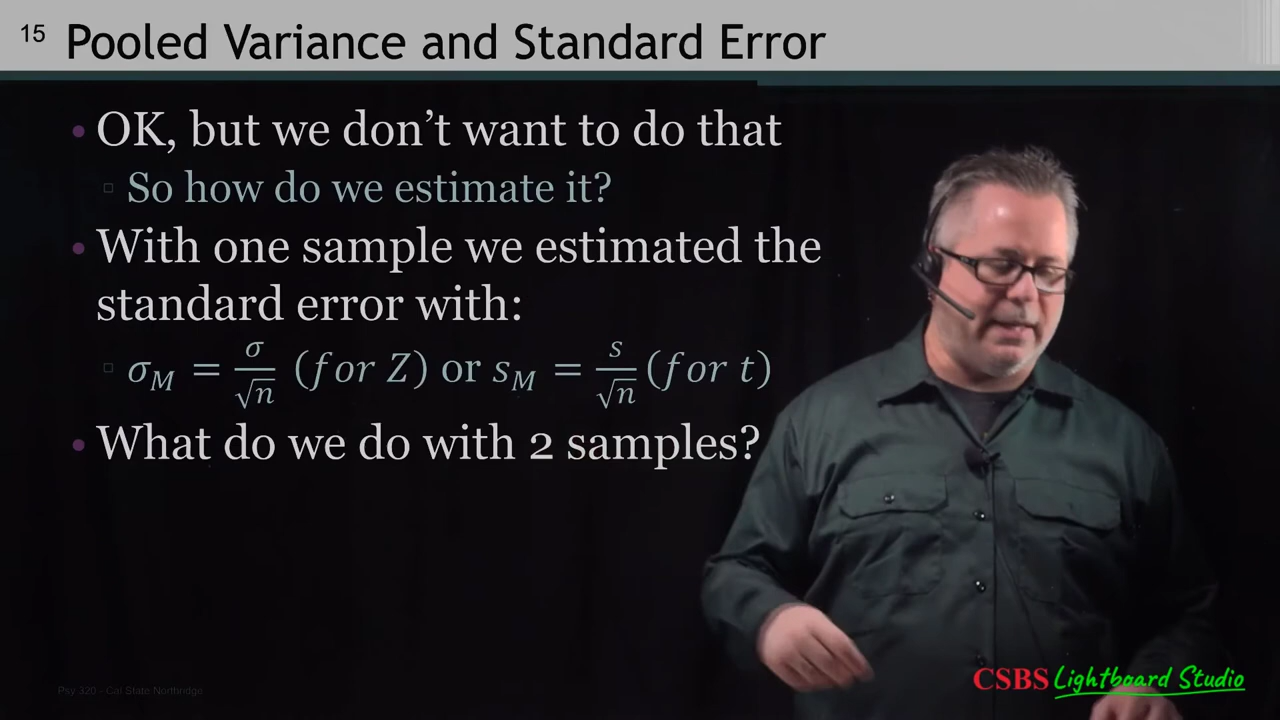 15 Pooled Variance and Standard Error
• OK, but we don’t want to do that
▫ So how do we estimate it?
• With one sample we estimated the
standard error with:
▫ σ_M = σ/√n (for Z) or s_M = s/√n (for t)
• What do we do with 2 samples?
Psy 320 - Cal State Northridge
CSBS Lightboard Studio